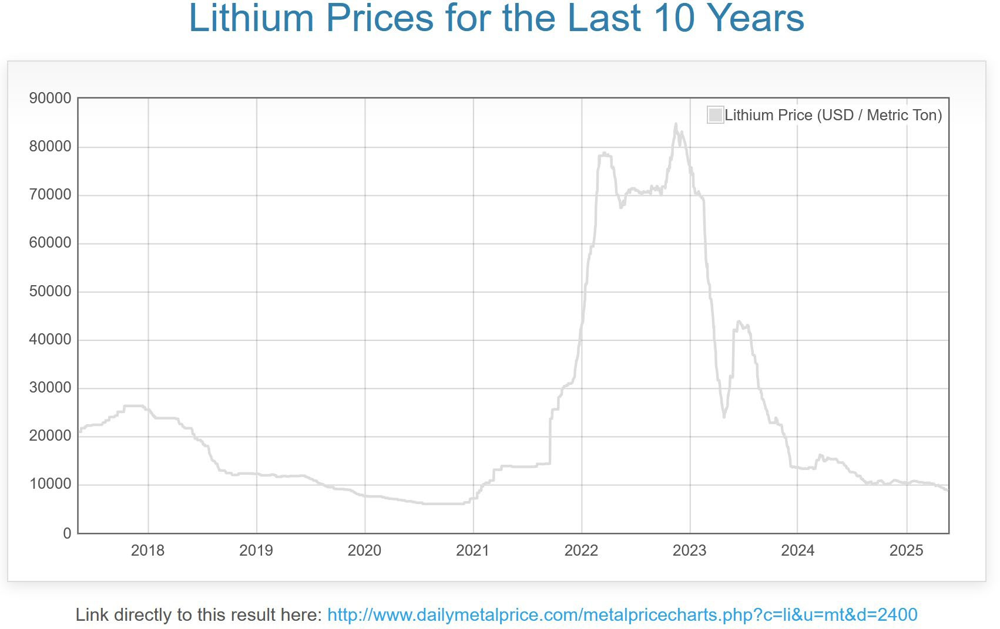 Lithium Prices for the Last 10 Years
90000
Lithium Price (USD / Metric Ton)
80000
70000
60000
50000
40000
30000
20000
10000
0
2018 2019 2020 2021 2022 2023 2024 2025
Link directly to this result here: http://www.dailymetalprice.com/metalpricecharts.php?c=li&u=mt&d=2400